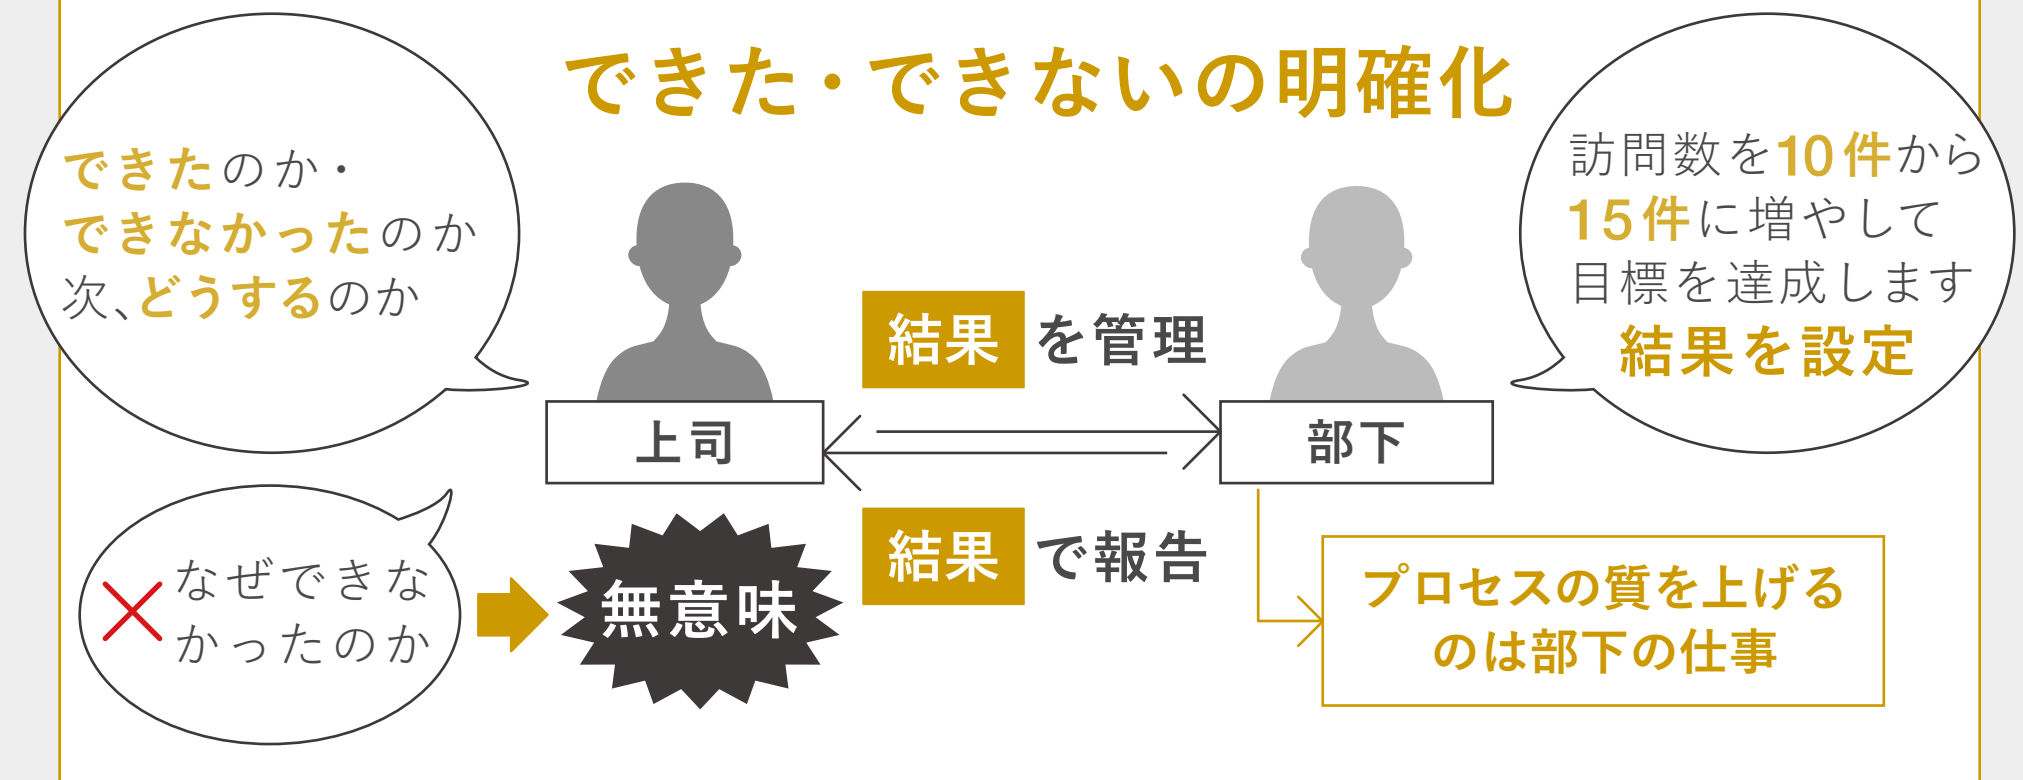 できた・できないの明確化
できたのか・
できなかったのか
次、どうするのか
訪問数を10件から
15件に増やして
目標を達成します
結果を設定
結果を管理
上司
部下
結果で報告
なぜできな
かったのか
無意味
プロセスの質を上げる
のは部下の仕事